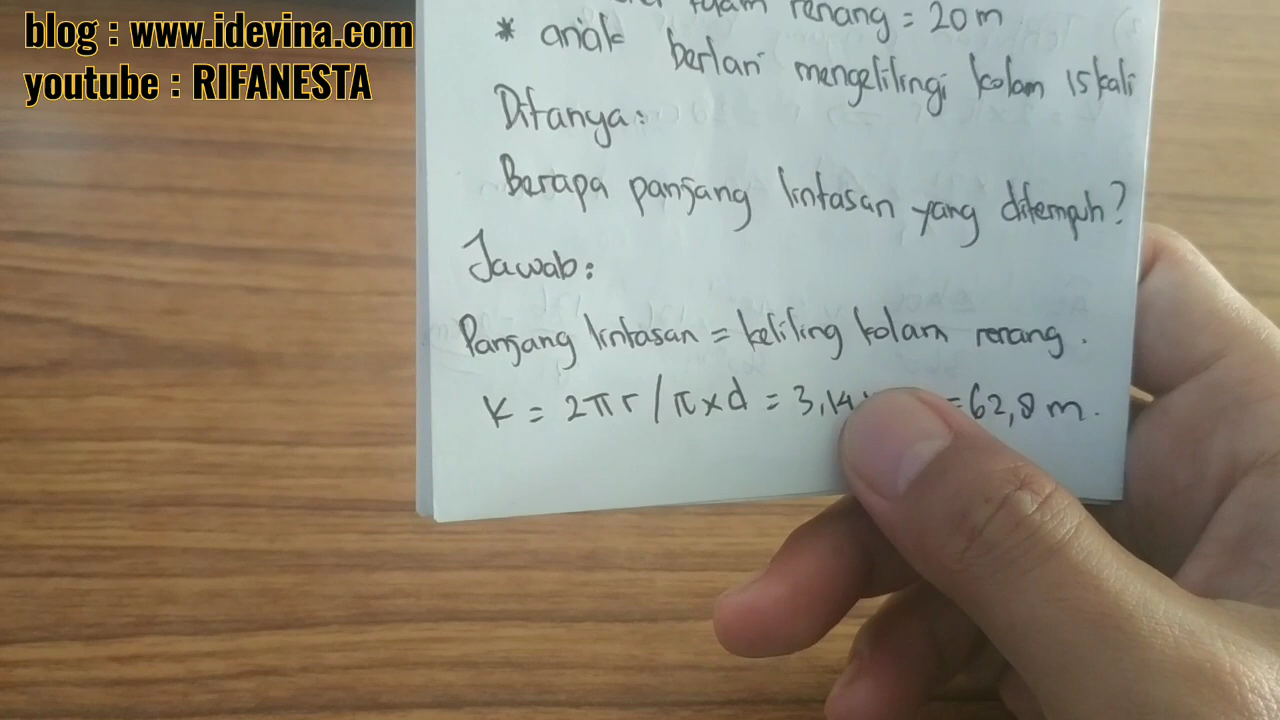 blog : www.idevina.com
youtube : RIFANESTA
renang = 20 m
* anak berlari mengelilingi kolam 15 kali
Ditanya:
Berapa panjang lintasan yang ditempuh?
Jawab:
Panjang lintasan = keliling kolam renang.
K = 2πr / π x d = 3,14 = 62,8 m.